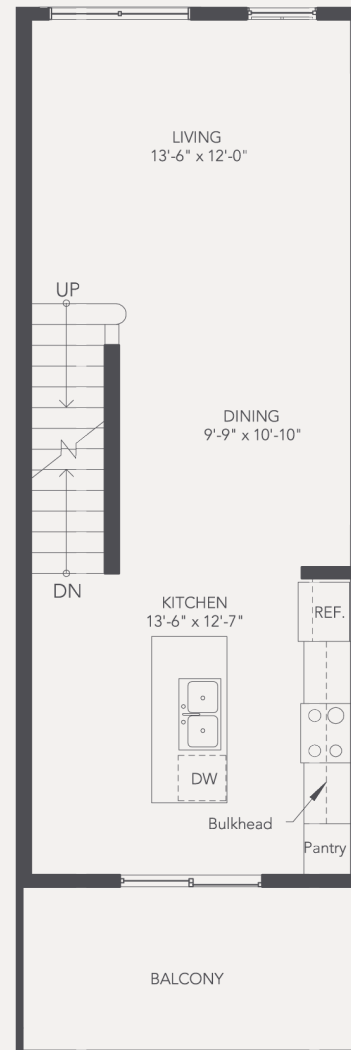 LIVING
13'-6" x 12'-0"
UP
DINING
9'-9" x 10'-10"
DN
KITCHEN
13'-6" x 12'-7"
REF.
DW
Bulkhead
Pantry
BALCONY